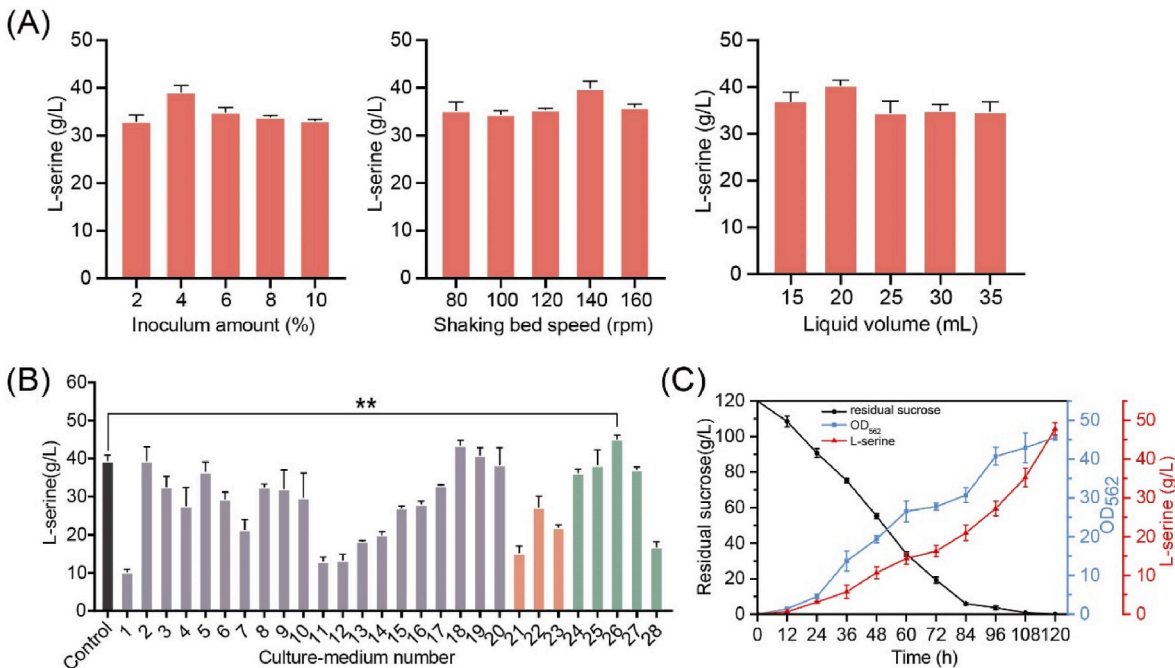 (A)
50
40
30
20
10
0
L-serine (g/L)
2 4 6 8 10
Inoculum amount (%)
50
40
30
20
10
0
L-serine (g/L)
80 100 120 140 160
Shaking bed speed (rpm)
50
40
30
20
10
0
L-serine (g/L)
15 20 25 30 35
Liquid volume (mL)
(B)
60
50
40
30
20
10
0
L-serine(g/L)
**
Control 1 2 3 4 5 6 7 8 9 10 11 12 13 14 15 16 17 18 19 20 21 22 23 24 25 26 27 28
Culture-medium number
(C)
120
100
80
60
40
20
0
Residual sucrose(g/L)
residual sucrose
OD562
L-serine
0 12 24 36 48 60 72 84 96 108 120
Time (h)
50
40
30
20
10
0
OD562
50
40
30
20
10
0
L-serine (g/L)